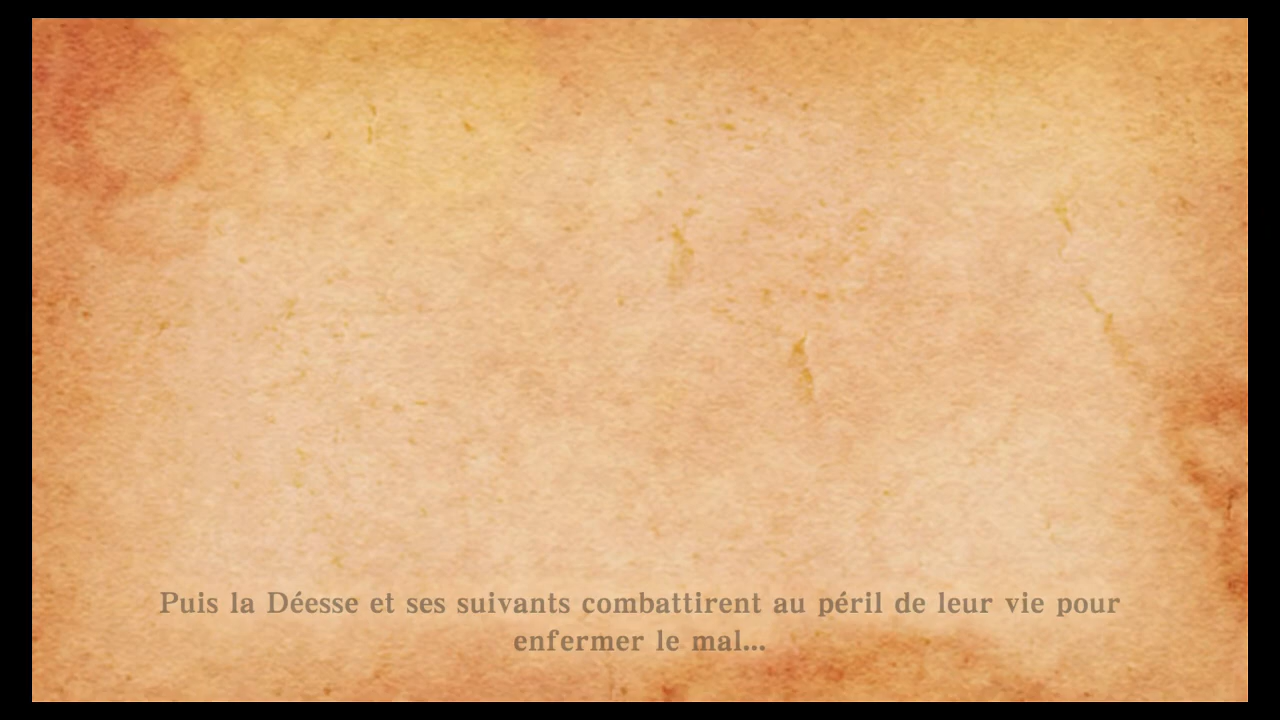 Puis la Déesse et ses suivants combattirent au péril de leur vie pour
enfermer le mal...